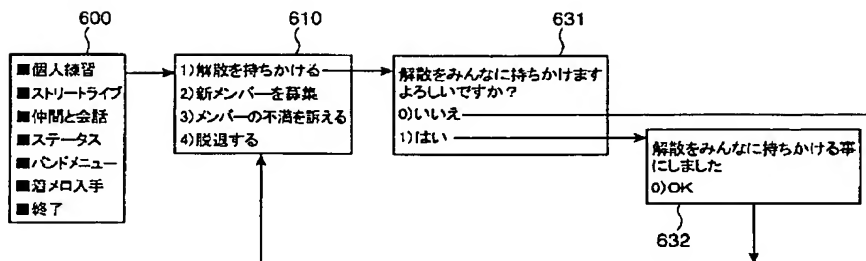 600
610
631
■個人練習
■ストリートライブ
■仲間と会話
■ステータス
■バンドメニュー
■着メロ入手
■終了
1)解散を持ちかける
2)新メンバーを募集
3)メンバーの不満を訴える
4)脱退する
解散をみんなに持ちかけます
よろしいですか?
0)いいえ
1)はい
解散をみんなに持ちかける事
にしました
0)OK
632